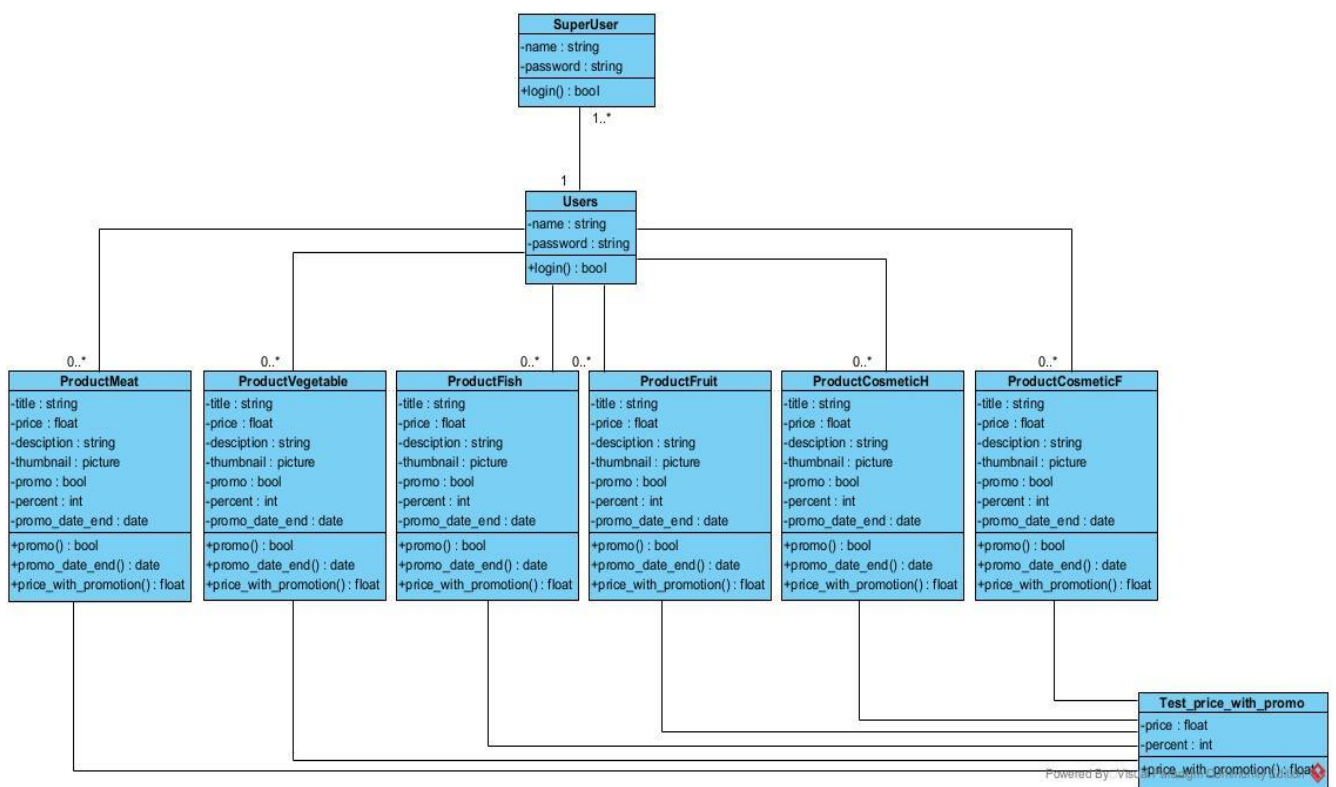 SuperUser
-name : string
-password : string
+login() : bool
1..*
1
Users
-name : string
-password : string
+login() : bool
0..*
0..*
0..*
0..*
0..*
0..*
ProductMeat
-title : string
-price : float
-desciption : string
-thumbnail : picture
-promo : bool
-percent : int
-promo_date_end : date
+promo() : bool
+promo_date_end() : date
+price_with_promotion() : float
ProductVegetable
-title : string
-price : float
-desciption : string
-thumbnail : picture
-promo : bool
-percent : int
-promo_date_end : date
+promo() : bool
+promo_date_end() : date
+price_with_promotion() : float
ProductFish
-title : string
-price : float
-desciption : string
-thumbnail : picture
-promo : bool
-percent : int
-promo_date_end : date
+promo() : bool
+promo_date_end() : date
+price_with_promotion() : float
ProductFruit
-title : string
-price : float
-desciption : string
-thumbnail : picture
-promo : bool
-percent : int
-promo_date_end : date
+promo() : bool
+promo_date_end() : date
+price_with_promotion() : float
ProductCosmeticH
-title : string
-price : float
-desciption : string
-thumbnail : picture
-promo : bool
-percent : int
-promo_date_end : date
+promo() : bool
+promo_date_end() : date
+price_with_promotion() : float
ProductCosmeticF
-title : string
-price : float
-desciption : string
-thumbnail : picture
-promo : bool
-percent : int
-promo_date_end : date
+promo() : bool
+promo_date_end() : date
+price_with_promotion() : float
Test_price_with_promo
-price : float
-percent : int
+price_with_promotion() : float
Powered By